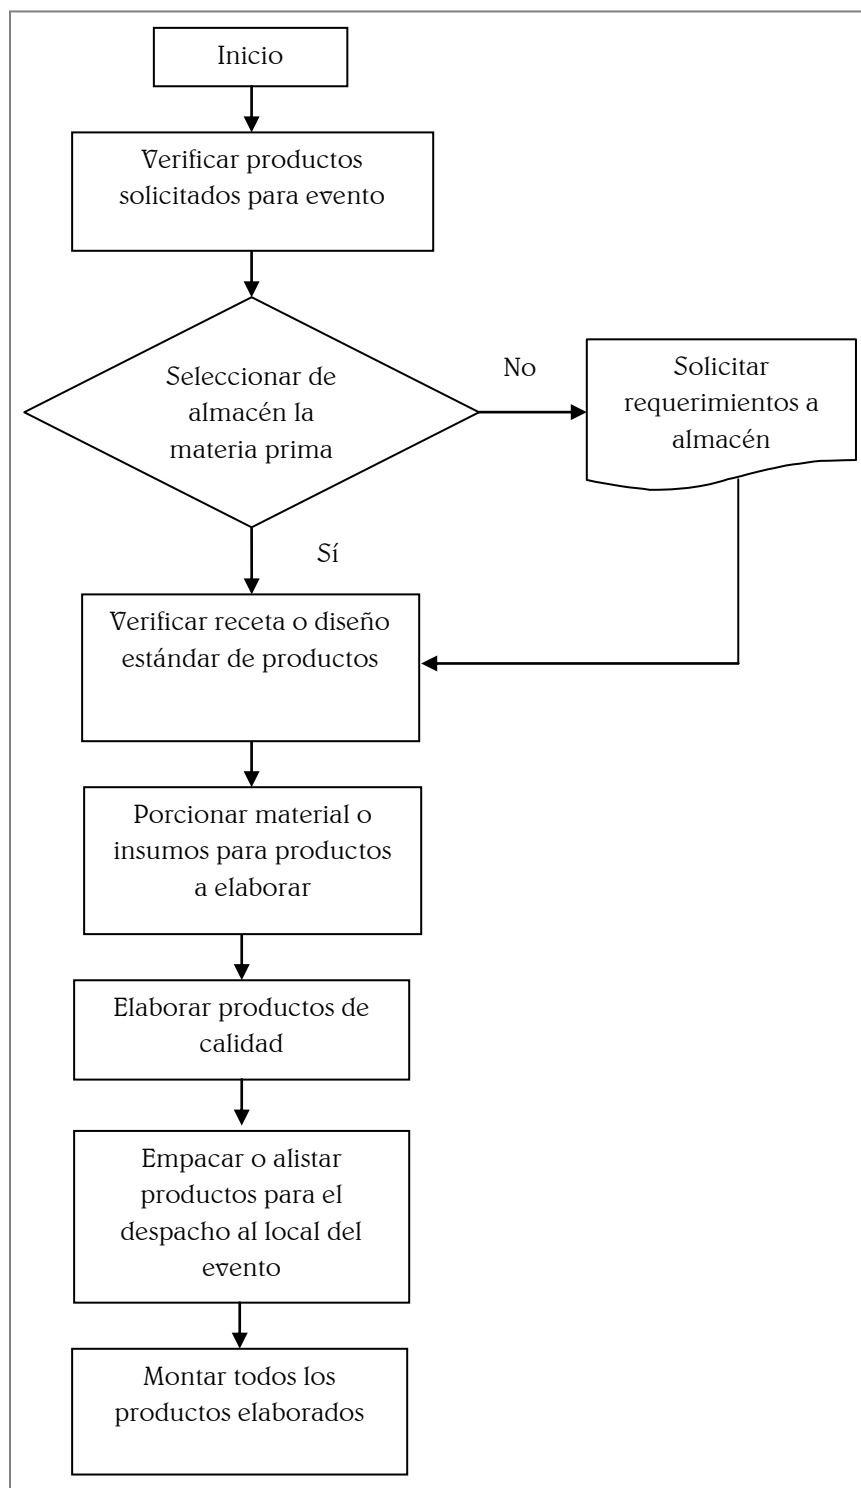 Inicio
Verificar productos
solicitados para evento
Seleccionar de
almacén la
materia prima
No
Solicitar
requerimientos a
almacén
Sí
Verificar receta o diseño
estándar de productos
Porcionar material o
insumos para productos
a elaborar
Elaborar productos de
calidad
Empacar o alistar
productos para el
despacho al local del
evento
Montar todos los
productos elaborados